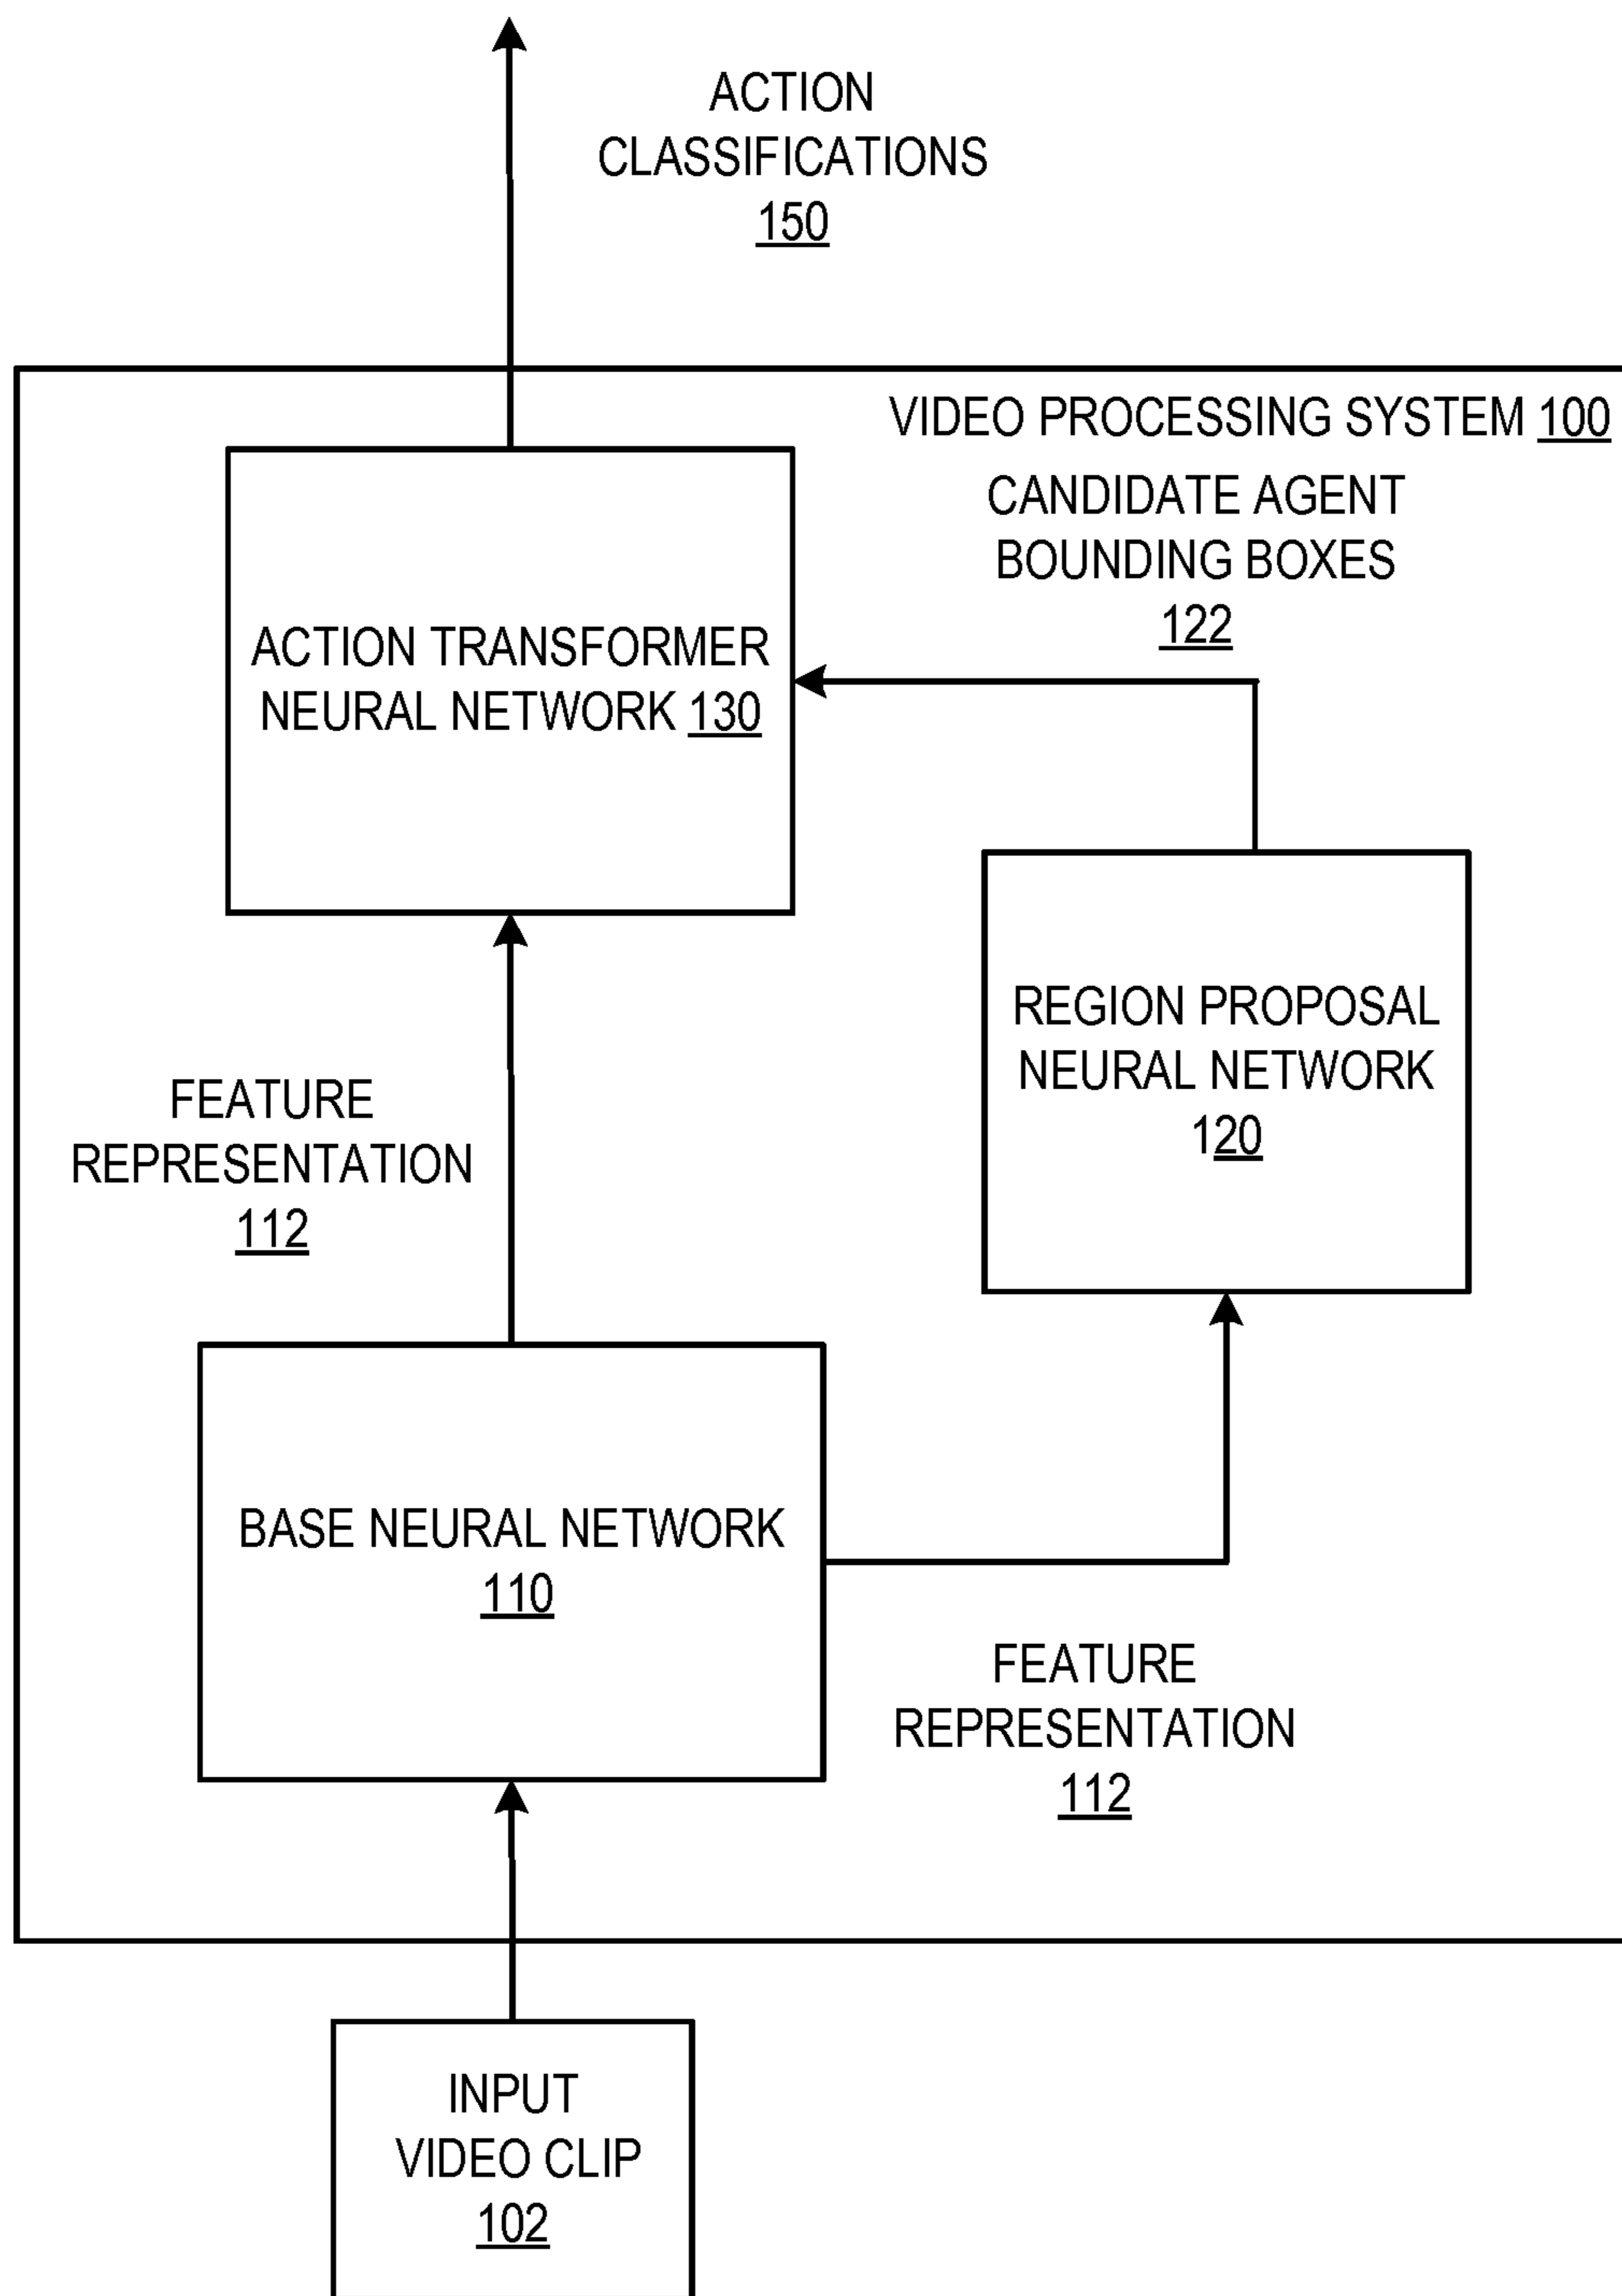 ACTION
CLASSIFICATIONS
150
VIDEO PROCESSING SYSTEM 100
CANDIDATE AGENT
BOUNDING BOXES
122
ACTION TRANSFORMER
NEURAL NETWORK 130
REGION PROPOSAL
NEURAL NETWORK
120
FEATURE
REPRESENTATION
112
BASE NEURAL NETWORK
110
FEATURE
REPRESENTATION
112
INPUT
VIDEO CLIP
102